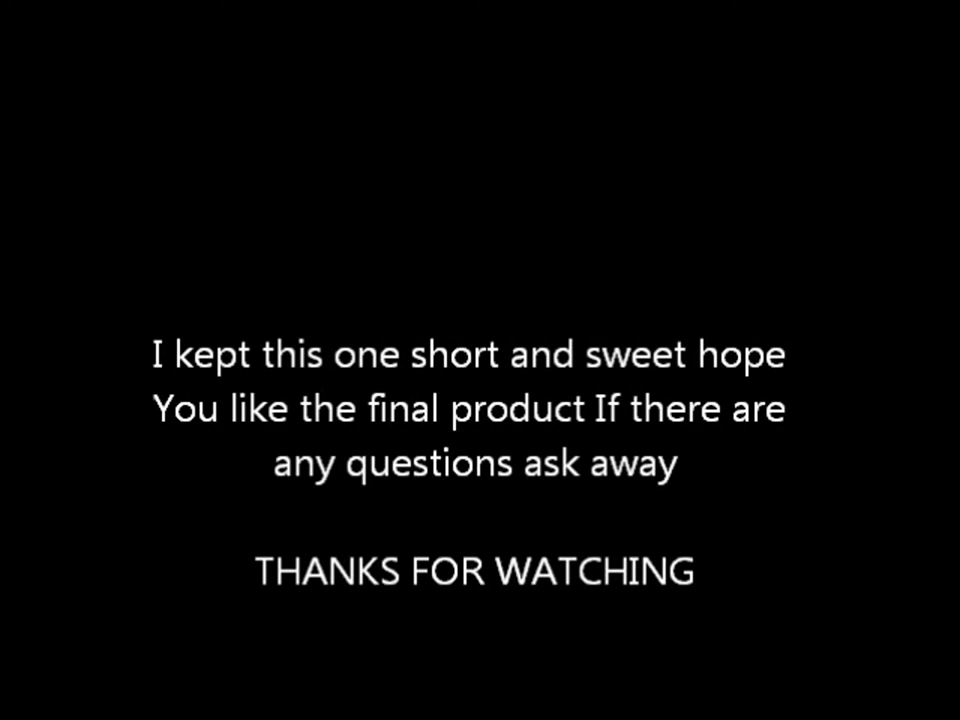 I kept this one short and sweet hope
You like the final product If there are
any questions ask away
THANKS FOR WATCHING